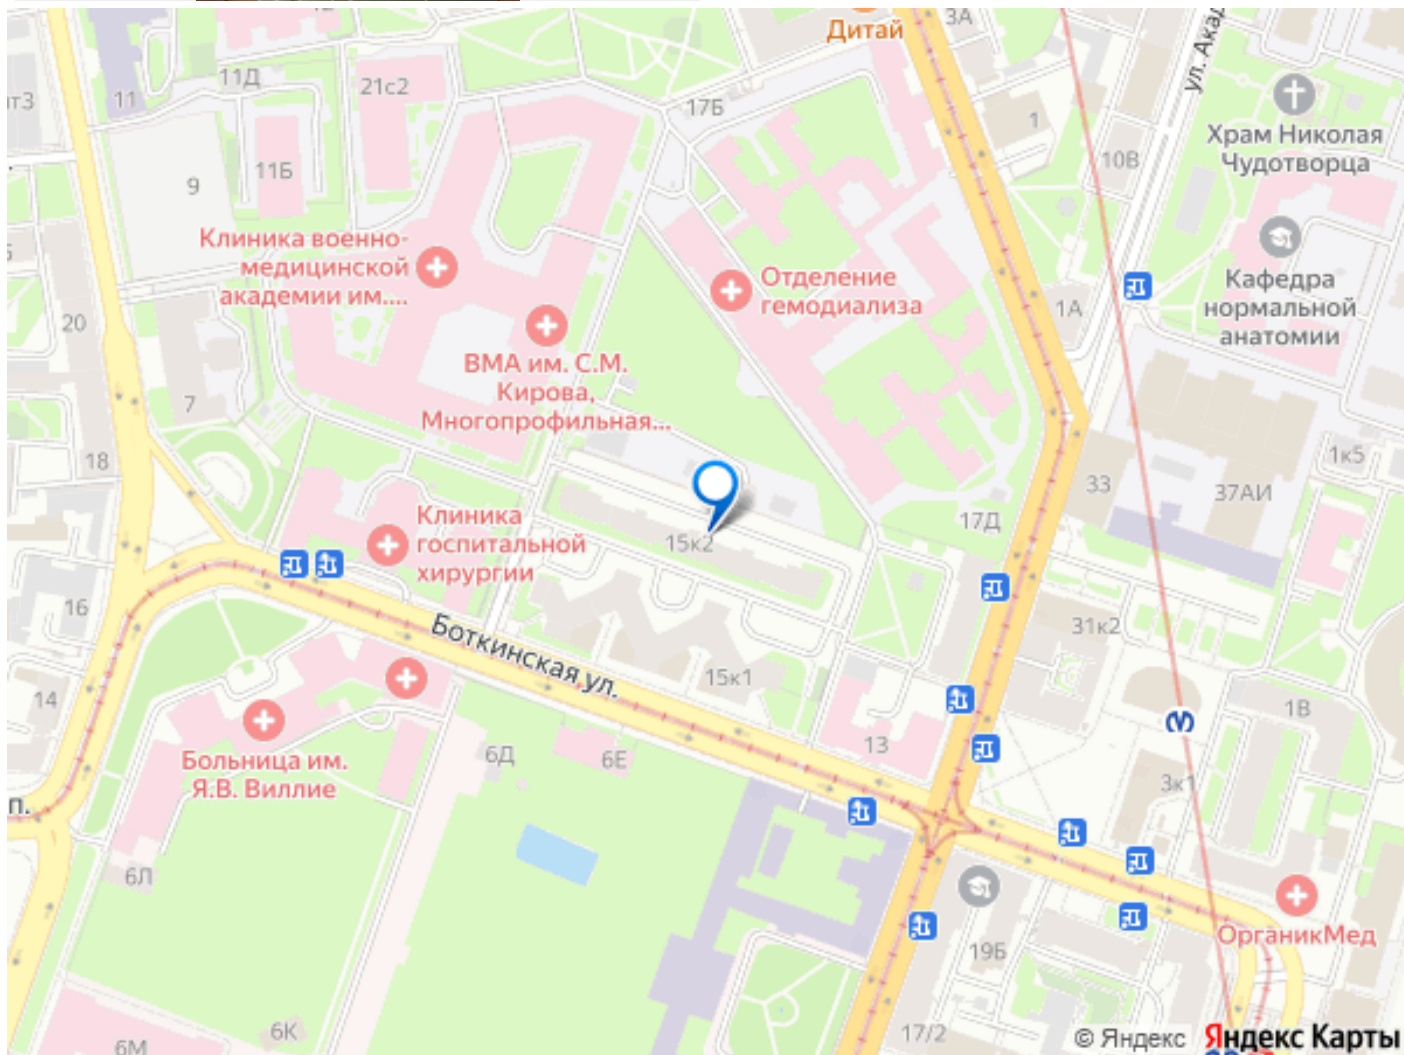 Дитай
3А
ул. Акад
11Д
21с2
11
17Б
1
Храм Николая
Чудотворца
10В
9
11Б
Клиника военно-
медицинской
академии им....
Отделение
гемодиализа
Кафедра
нормальной
анатомии
1А
20
ВМА им. С.М.
Кирова,
Многопрофильная...
7
18
1к5
33
37АИ
17Д
Клиника
госпитальной
хирургии
15к2
16
31к2
Боткинская ул.
15к1
14
1В
13
6Д
6Е
Больница им.
Я.В. Виллие
3к1
п.
6Л
ОрганикМед
19Б
6К
17/2
6М
© Яндекс Яндекс Карты